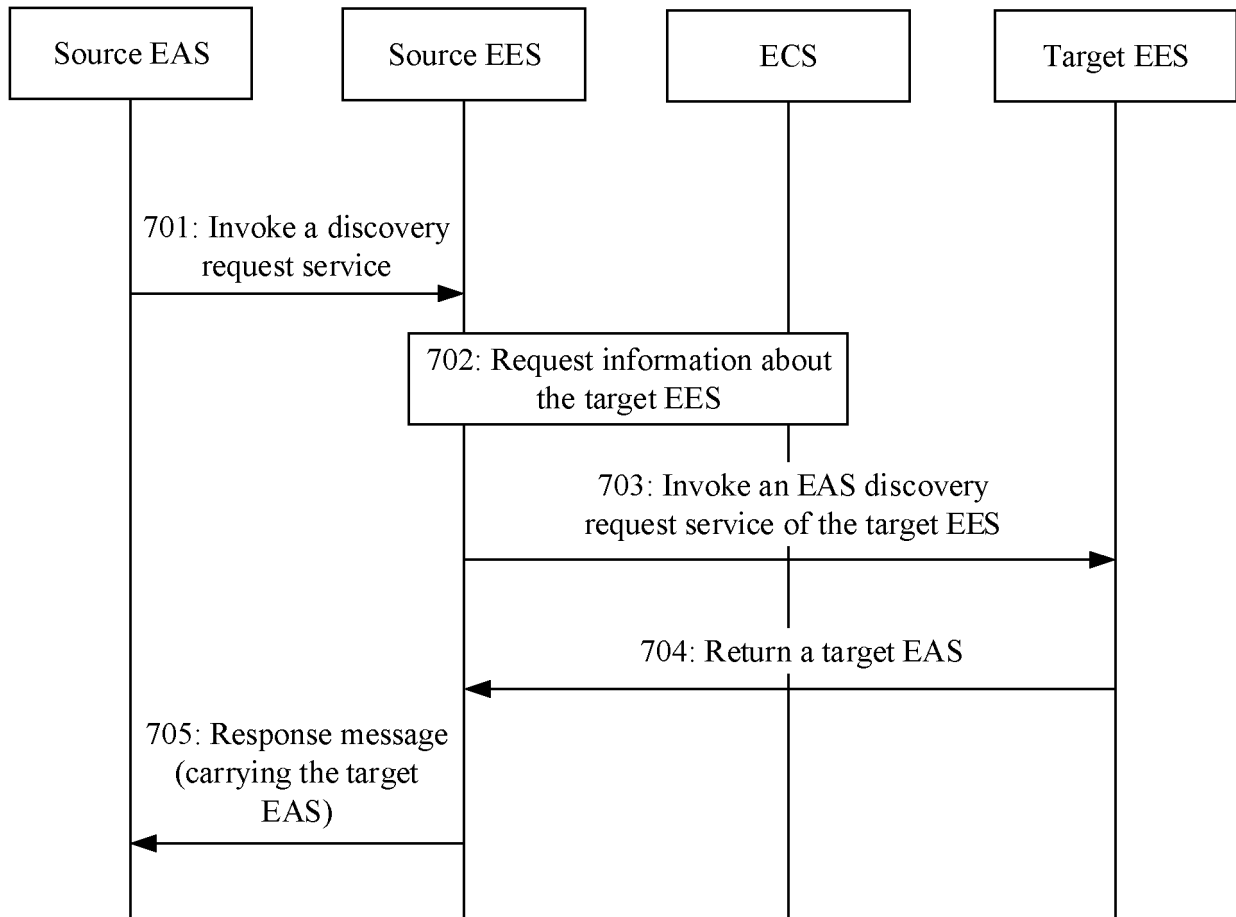 Source EAS
Source EES
ECS
Target EES
701: Invoke a discovery
request service
702: Request information about
the target EES
703: Invoke an EAS discovery
request service of the target EES
704: Return a target EAS
705: Response message
(carrying the target
EAS)